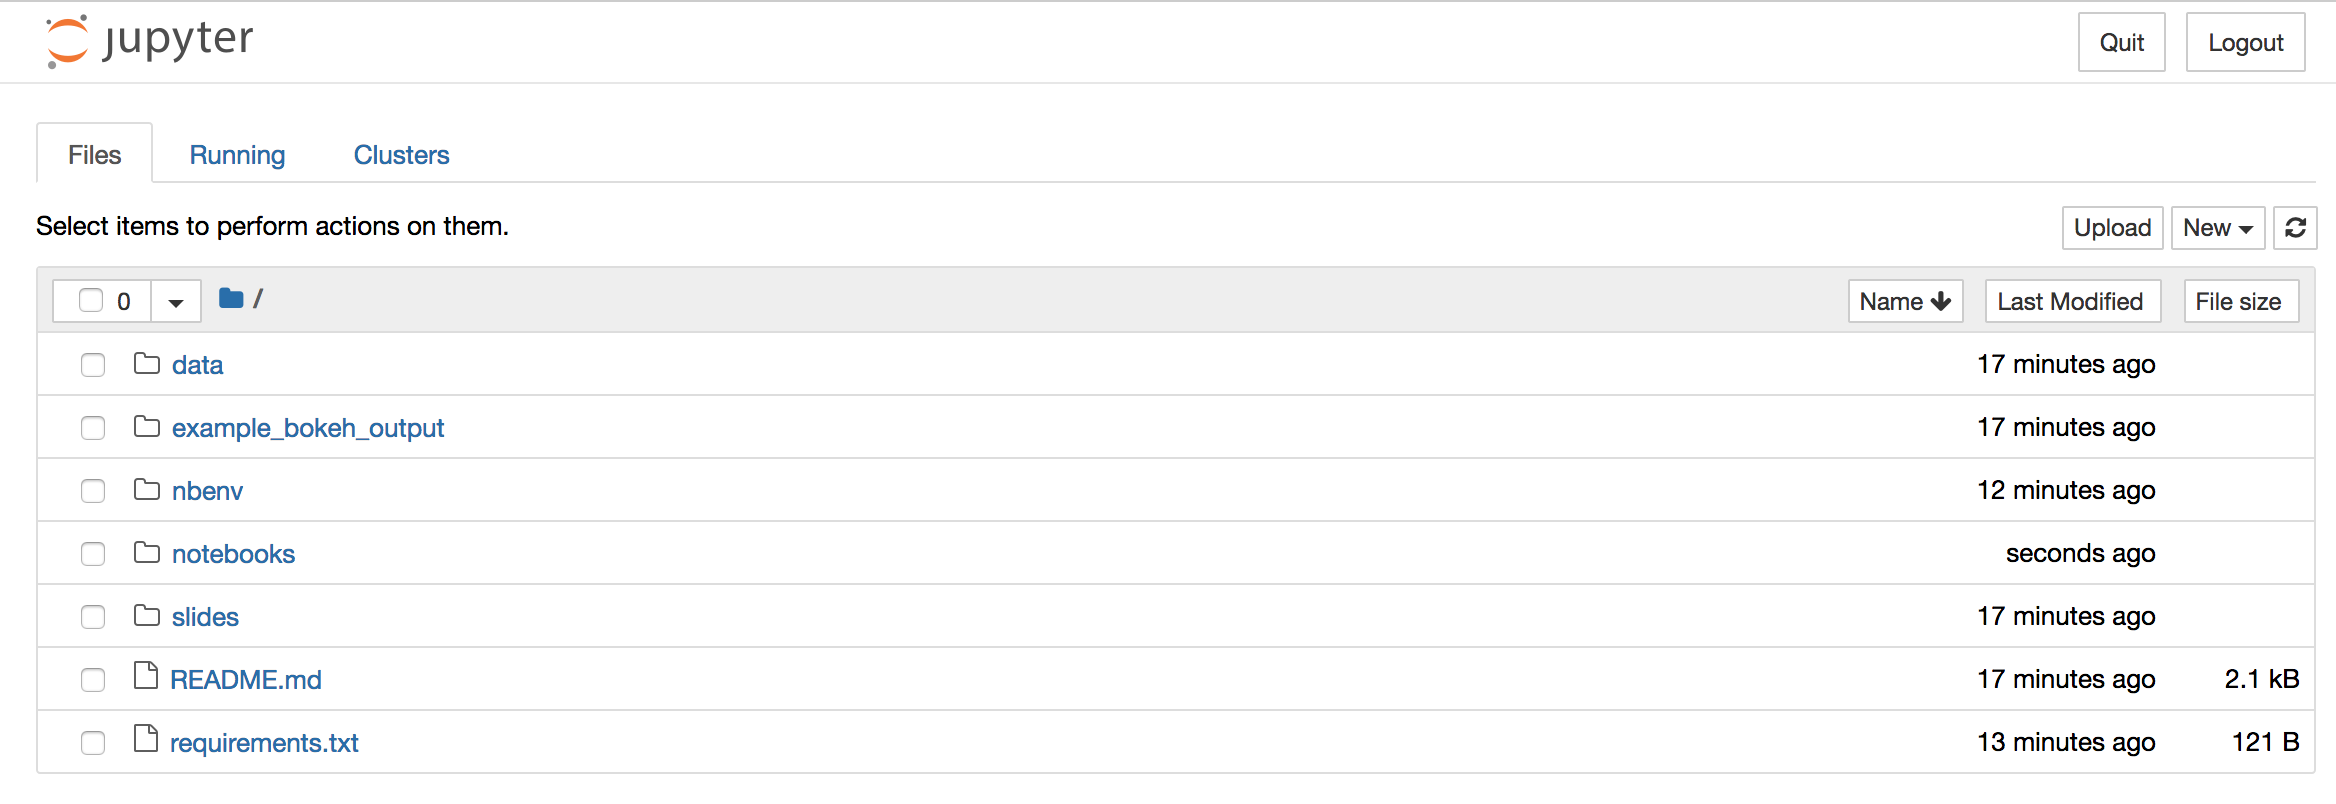 jupyter Quit Logout
Files Running Clusters
Select items to perform actions on them. Upload New
0 / Name Last Modified File size
data 17 minutes ago
example_bokeh_output 17 minutes ago
nbenv 12 minutes ago
notebooks seconds ago
slides 17 minutes ago
README.md 17 minutes ago 2.1 kB
requirements.txt 13 minutes ago 121 B